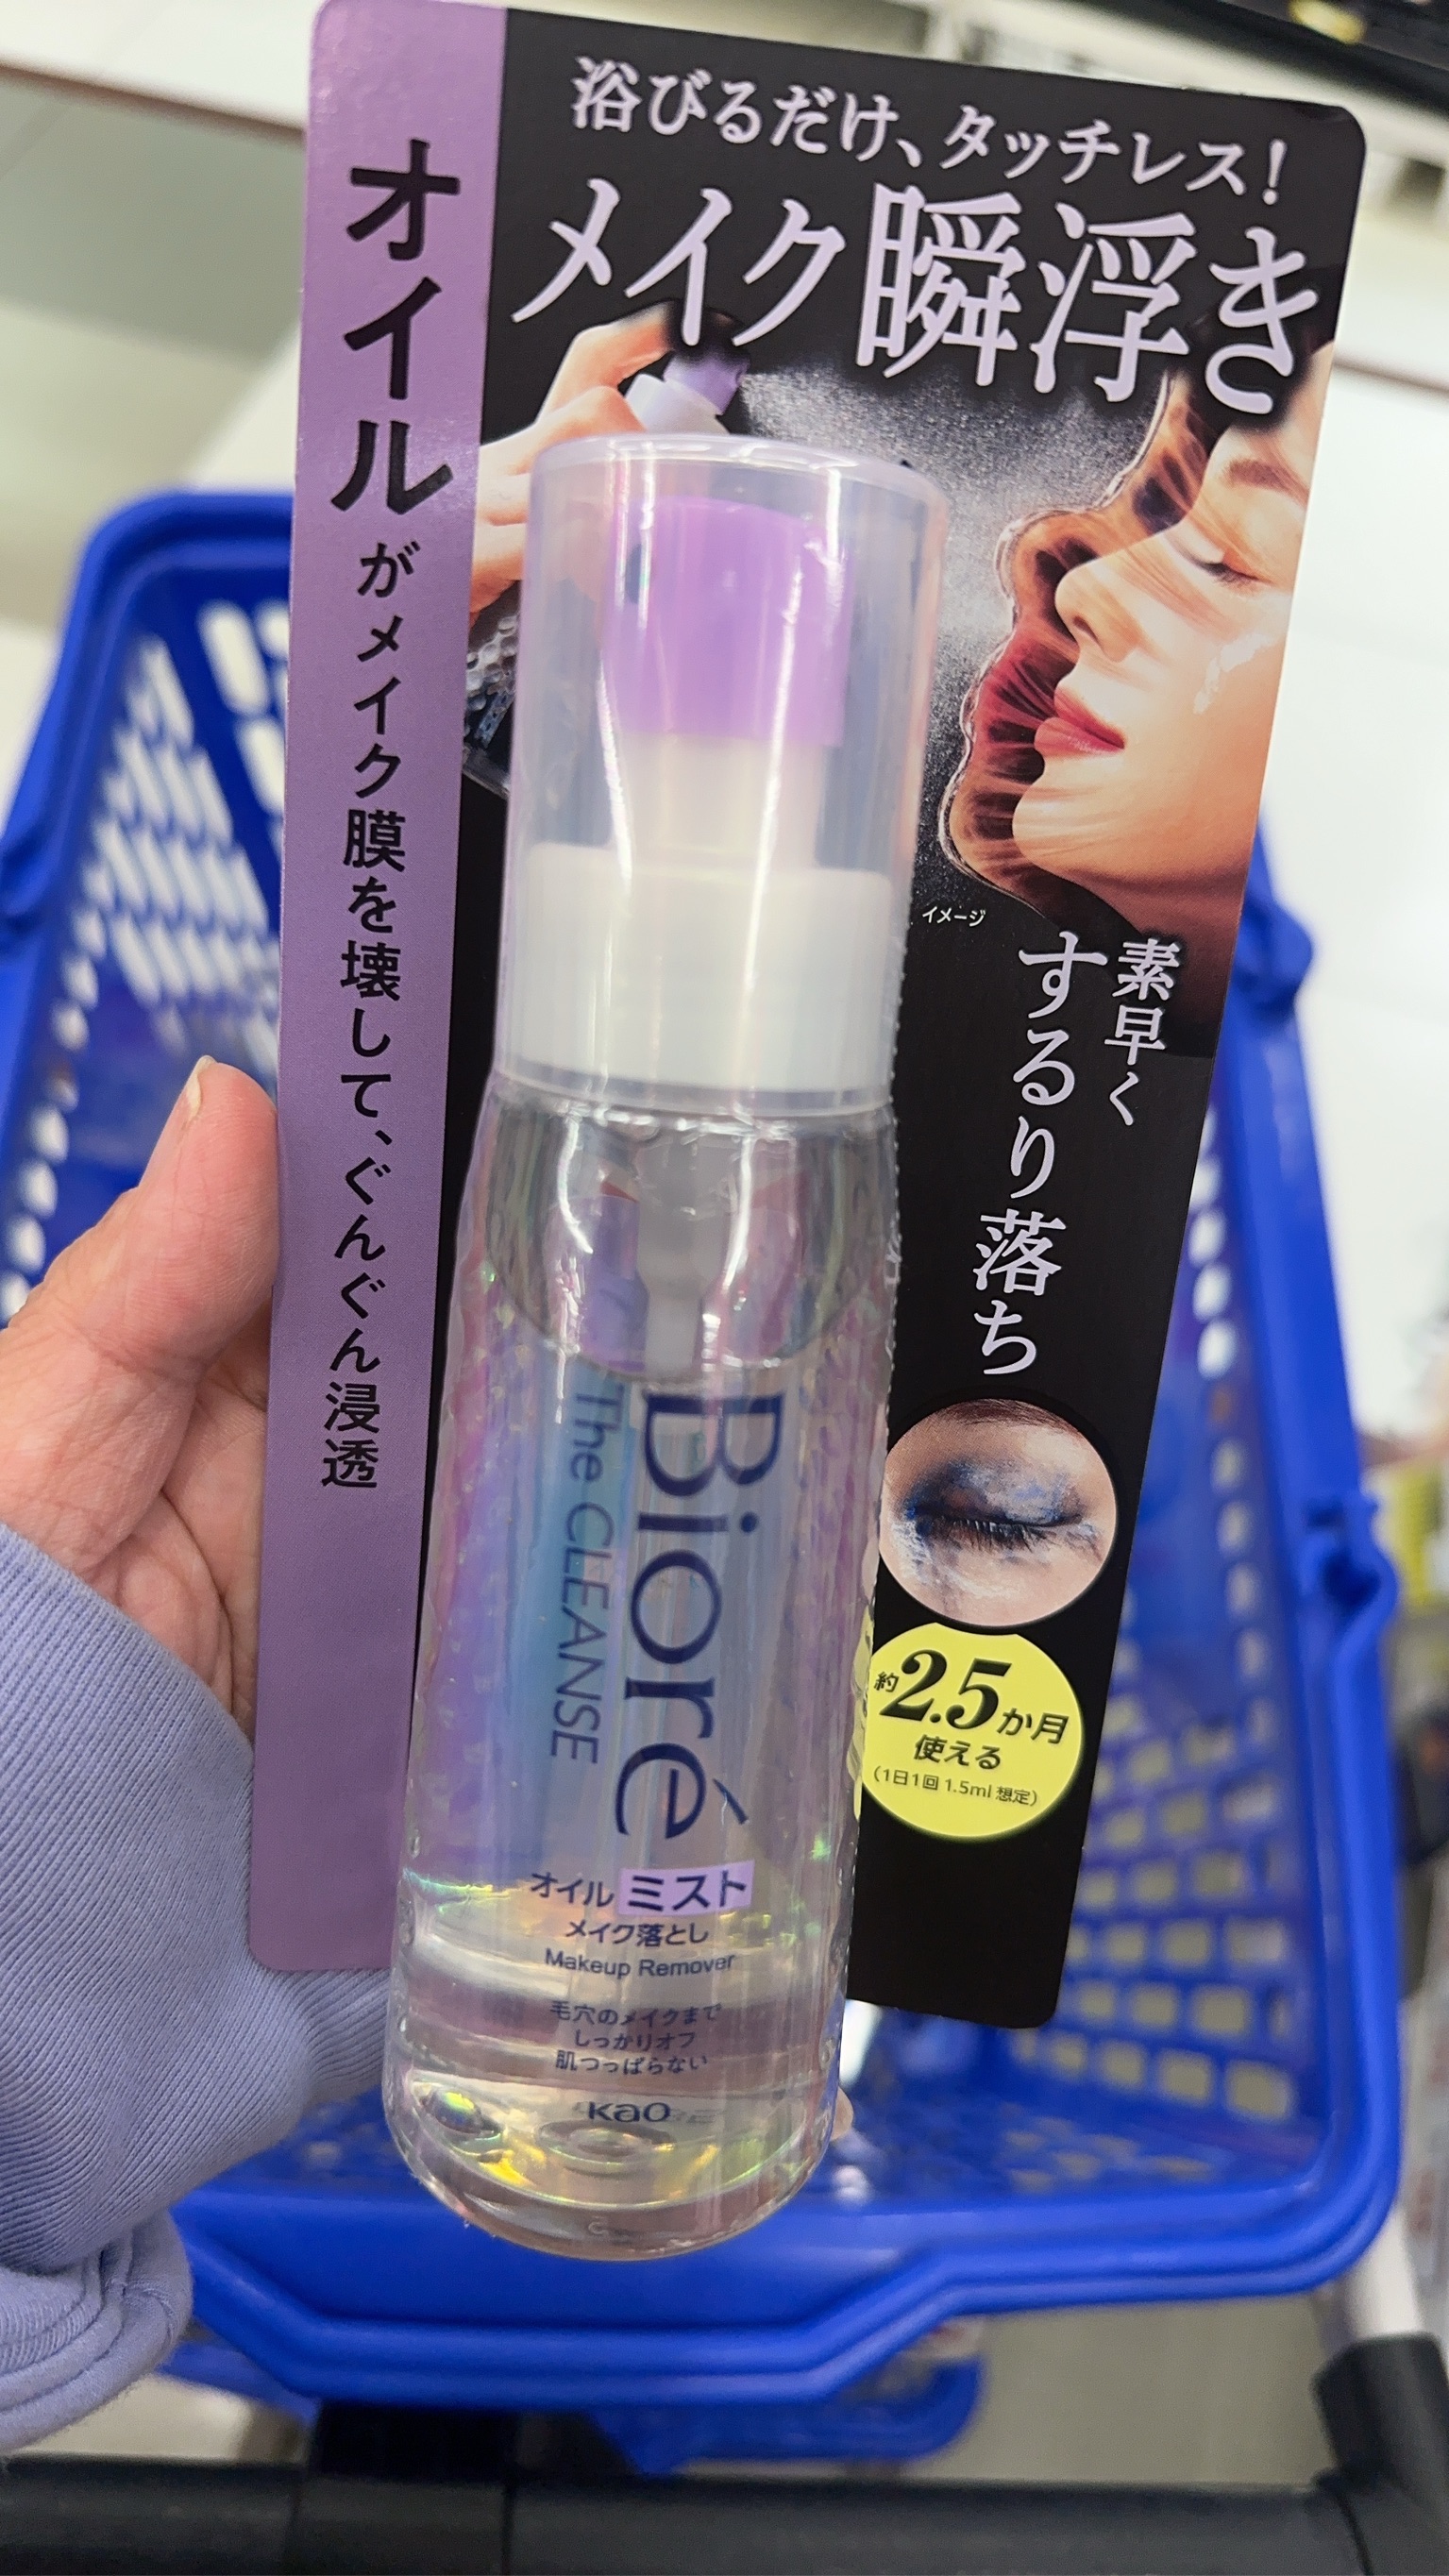 浴びるだけ、タッチレス!
メイク瞬浮き
オイルがメイク膜を壊して、ぐんぐん浸透
イメージ
素早く
するり落ち
約2.5か月
使える
(1日1回 1.5ml 想定)
Bioré
The CLEANSE
オイル ミスト
メイク落とし
Makeup Remover
毛穴のメイクまで
しっかりオフ
肌つっぱらない
kao